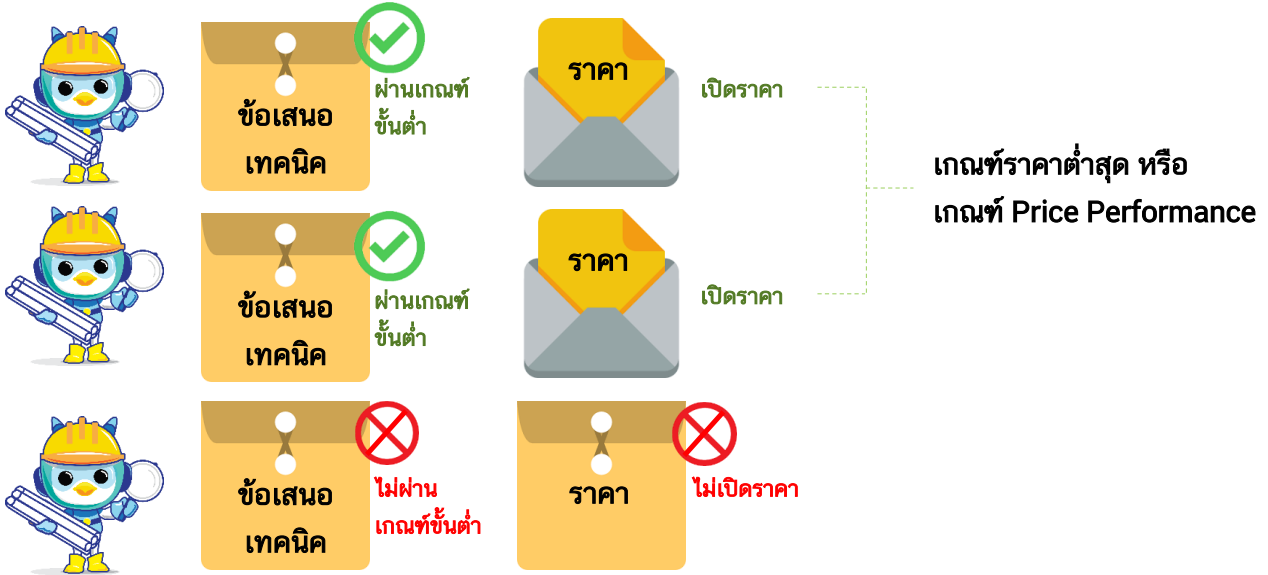 ข้อเสนอ
เทคนิค
ผ่านเกณฑ์
ขั้นต่ำ
ราคา
เปิดราคา
ข้อเสนอ
เทคนิค
ผ่านเกณฑ์
ขั้นต่ำ
ราคา
เปิดราคา
เกณฑ์ราคาต่ำสุด หรือ
เกณฑ์ Price Performance
ข้อเสนอ
เทคนิค
ไม่ผ่าน
เกณฑ์ขั้นต่ำ
ราคา
ไม่เปิดราคา